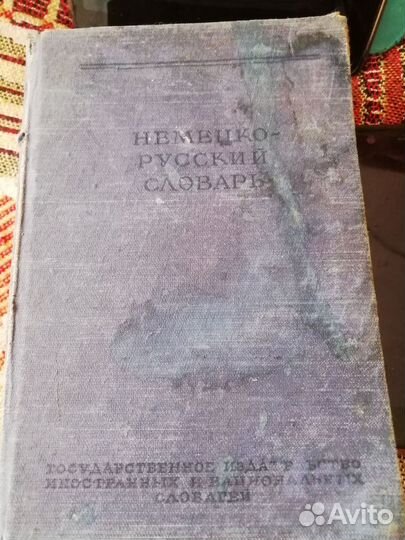 НЕМЕЦКО-
РУССКИЙ
СЛОВАРЬ
ГОСУДАРСТВЕННОЕ ИЗДАТЕЛЬСТВО
ИНОСТРАННЫХ И НАЦИОНАЛЬНЫХ
СЛОВАРЕЙ
Avito